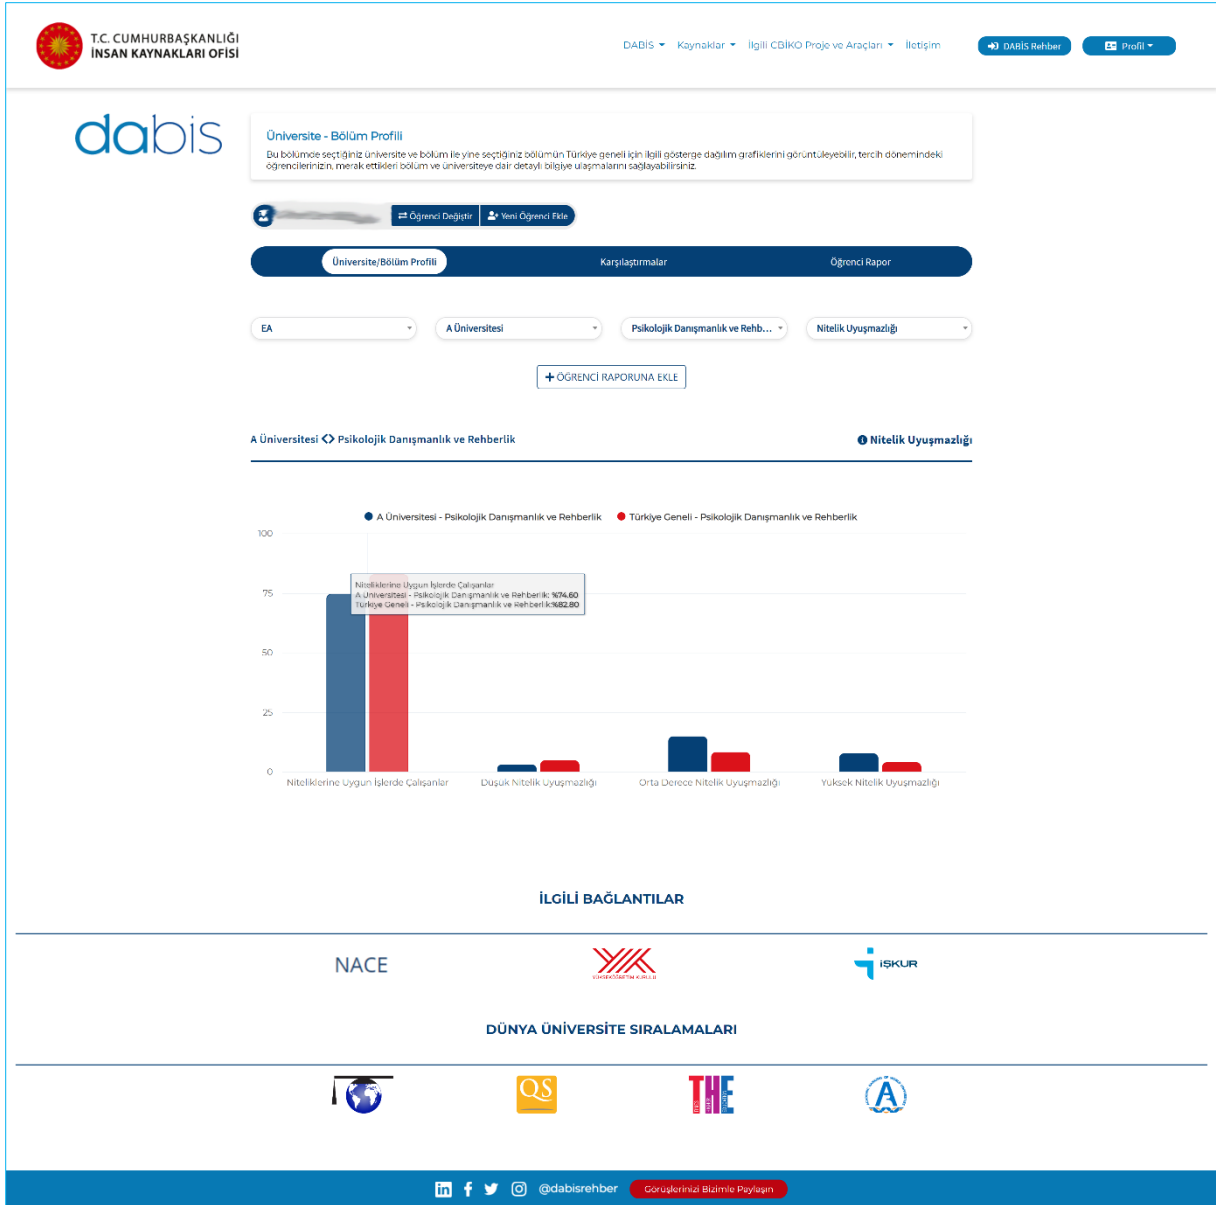 T.C. CUMHURBAŞKANLIĞI
İNSAN KAYNAKLARI OFİSİ
DABİS Kaynaklar İlgili CBİKO Proje ve Araçları İletişim DABİS Rehber Profil
dabis
Üniversite - Bölüm Profili
Bu bölümde seçtiğiniz üniversite ve bölüm ile yine seçtiğiniz bölümün Türkiye geneli için ilgili gösterge dağılım grafiklerini görüntüleyebilir, tercih dönemindeki
öğrencilerinizin, merak ettikleri bölüm ve üniversiteye dair detaylı bilgiye ulaşmalarını sağlayabilirsiniz.
Öğrenci Değiştir Yeni Öğrenci Ekle
Üniversite/Bölüm Profili Karşılaştırmalar Öğrenci Rapor
EA A Üniversitesi Psikolojik Danışmanlık ve Rehb... Nitelik Uyuşmazlığı
+ ÖĞRENCİ RAPORUNA EKLE
A Üniversitesi <> Psikolojik Danışmanlık ve Rehberlik Nitelik Uyuşmazlığı
A Üniversitesi - Psikolojik Danışmanlık ve Rehberlik Türkiye Geneli - Psikolojik Danışmanlık ve Rehberlik
100
Niteliklerine Uygun İşlerde Çalışanlar
75
A Üniversitesi - Psikolojik Danışmanlık ve Rehberlik: %74.60
Türkiye Geneli - Psikolojik Danışmanlık ve Rehberlik:%82.80
50
25
0
Niteliklerine Uygun İşlerde Çalışanlar Düşük Nitelik Uyuşmazlığı Orta Derece Nitelik Uyuşmazlığı Yüksek Nitelik Uyuşmazlığı
İLGİLİ BAĞLANTILAR
NACE
YÜKSEKÖĞRETİM KURULU
İŞKUR
DÜNYA ÜNİVERSİTE SIRALAMALARI
QS
THE
A
@dabisrehber Görüşlerinizi Bizimle Paylaşın